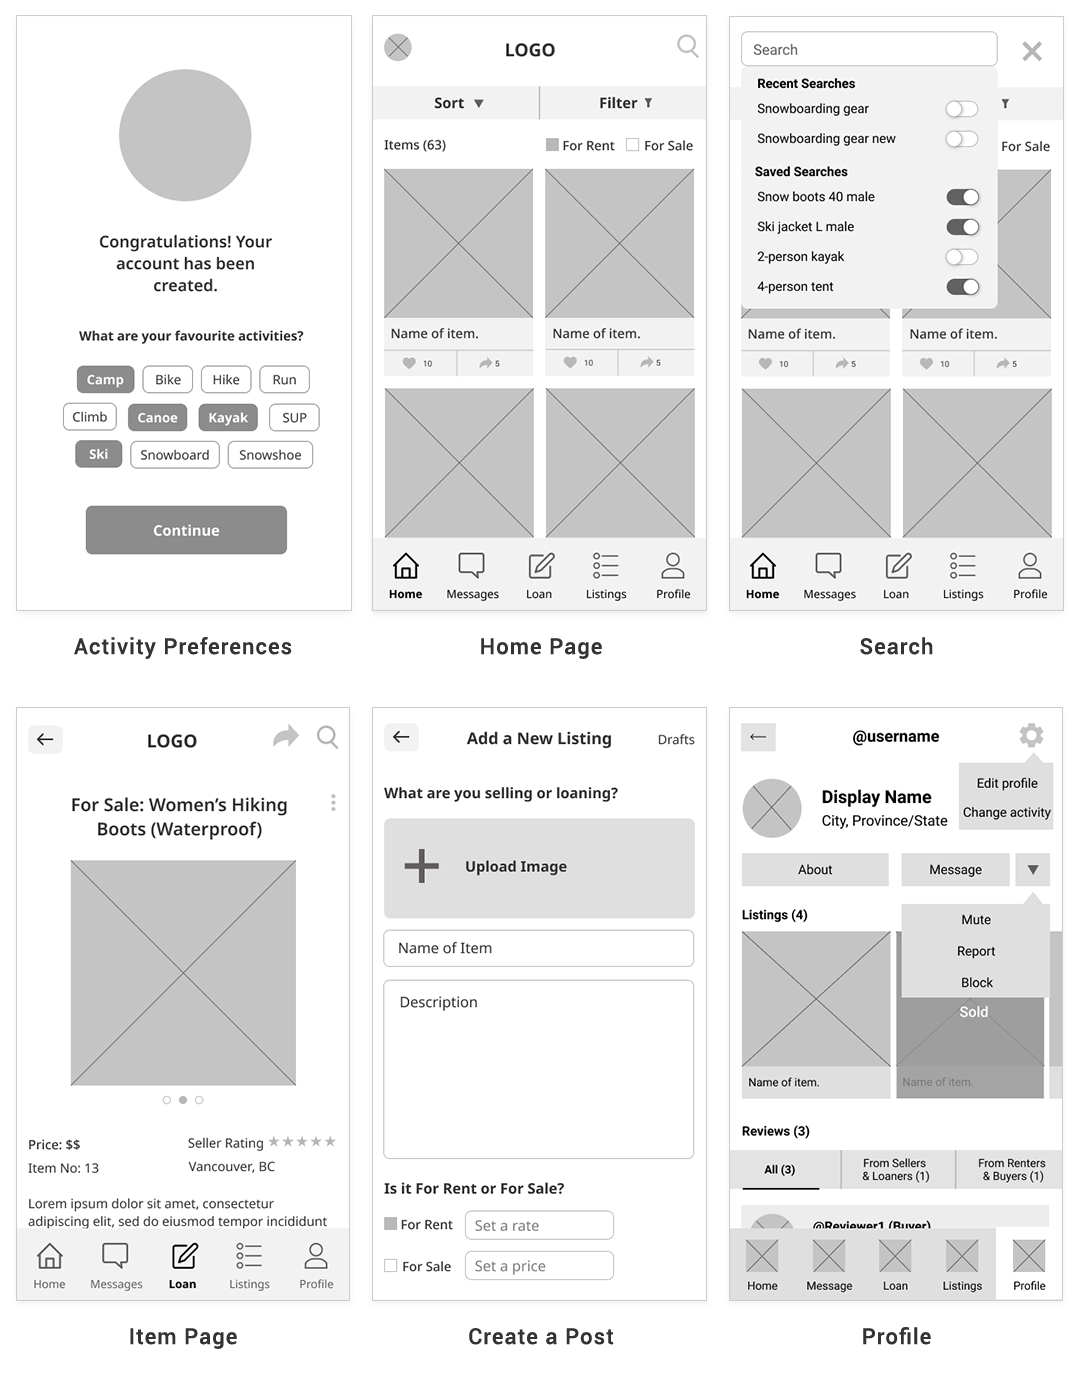 Congratulations! Your
account has been
created.
What are your favourite activities?
Camp Bike Hike Run
Climb Canoe Kayak SUP
Ski Snowboard Snowshoe
Continue
Activity Preferences
LOGO
Sort Filter
Items (63) For Rent For Sale
Name of item. Name of item.
10 5 10 5
Home Messages Loan Listings Profile
Home Page
Search
Recent Searches
Snowboarding gear
Snowboarding gear new
For Sale
Saved Searches
Snow boots 40 male
Ski jacket L male
2-person kayak
4-person tent
Name of item. Name of item.
10 5 10 5
Home Messages Loan Listings Profile
Search
LOGO
For Sale: Women’s Hiking
Boots (Waterproof)
Price: $$ Seller Rating
Item No: 13 Vancouver, BC
Lorem ipsum dolor sit amet, consectetur
adipiscing elit, sed do eiusmod tempor incididunt
Home Messages Loan Listings Profile
Item Page
Add a New Listing Drafts
What are you selling or loaning?
Upload Image
Name of Item
Description
Is it For Rent or For Sale?
For Rent Set a rate
For Sale Set a price
Create a Post
@username
Edit profile
Change activity
Display Name
City, Province/State
About Message
Mute
Report
Block
Listings (4)
Sold
Name of item. Name of item.
Reviews (3)
All (3)
From Sellers
& Loaners (1)
From Renters
& Buyers (1)
@Reviewer1 (Buyer)
Home Message Loan Listings Profile
Profile